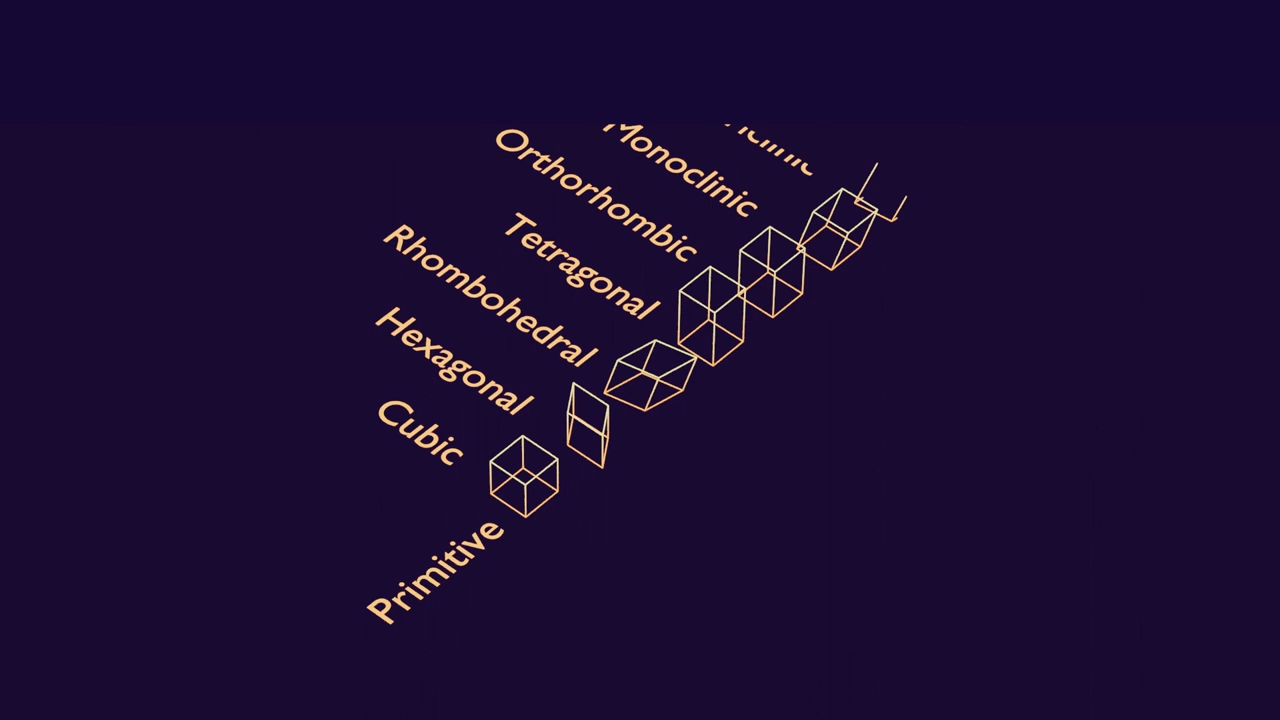 Orthorhombic
Monoclinic
Tetragonal
Rhombohedral
Hexagonal
Cubic
Primitive